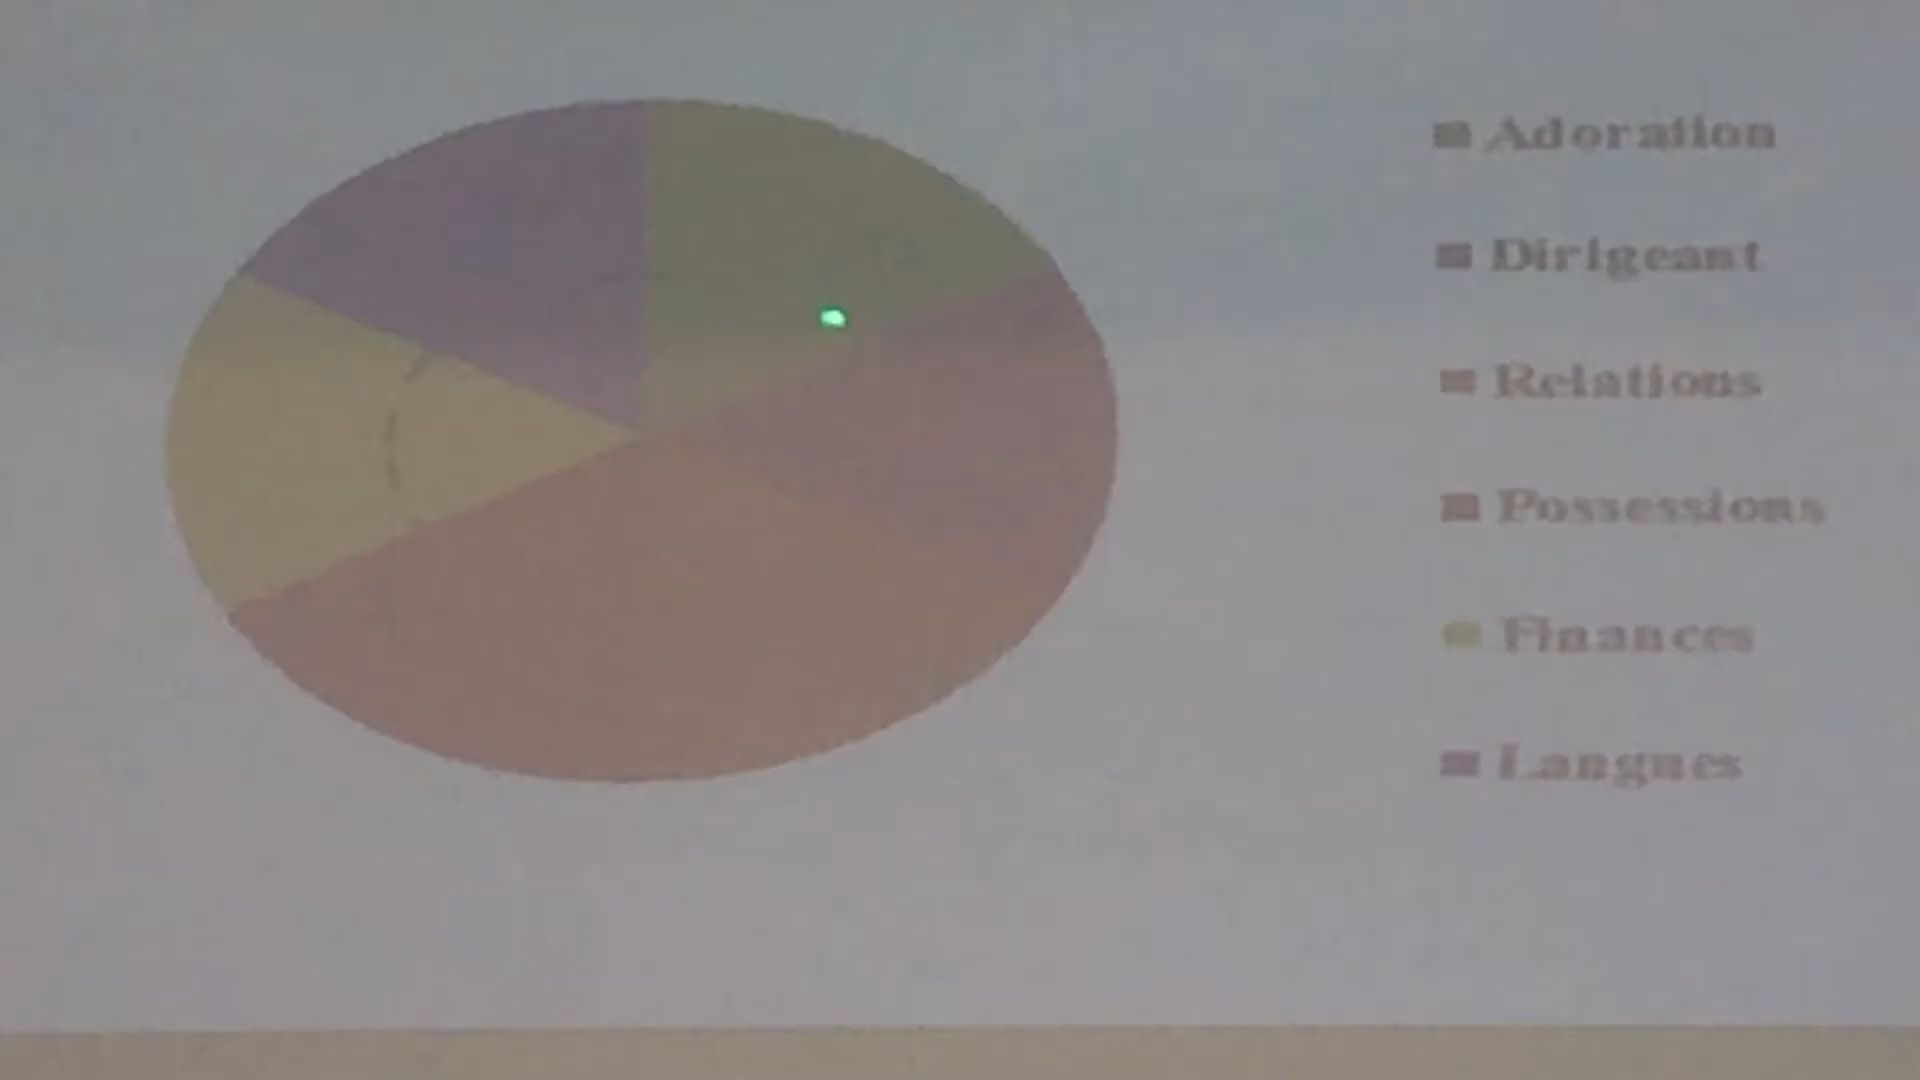 Adoration
Dirigeant
Relations
Possessions
Finances
Langues